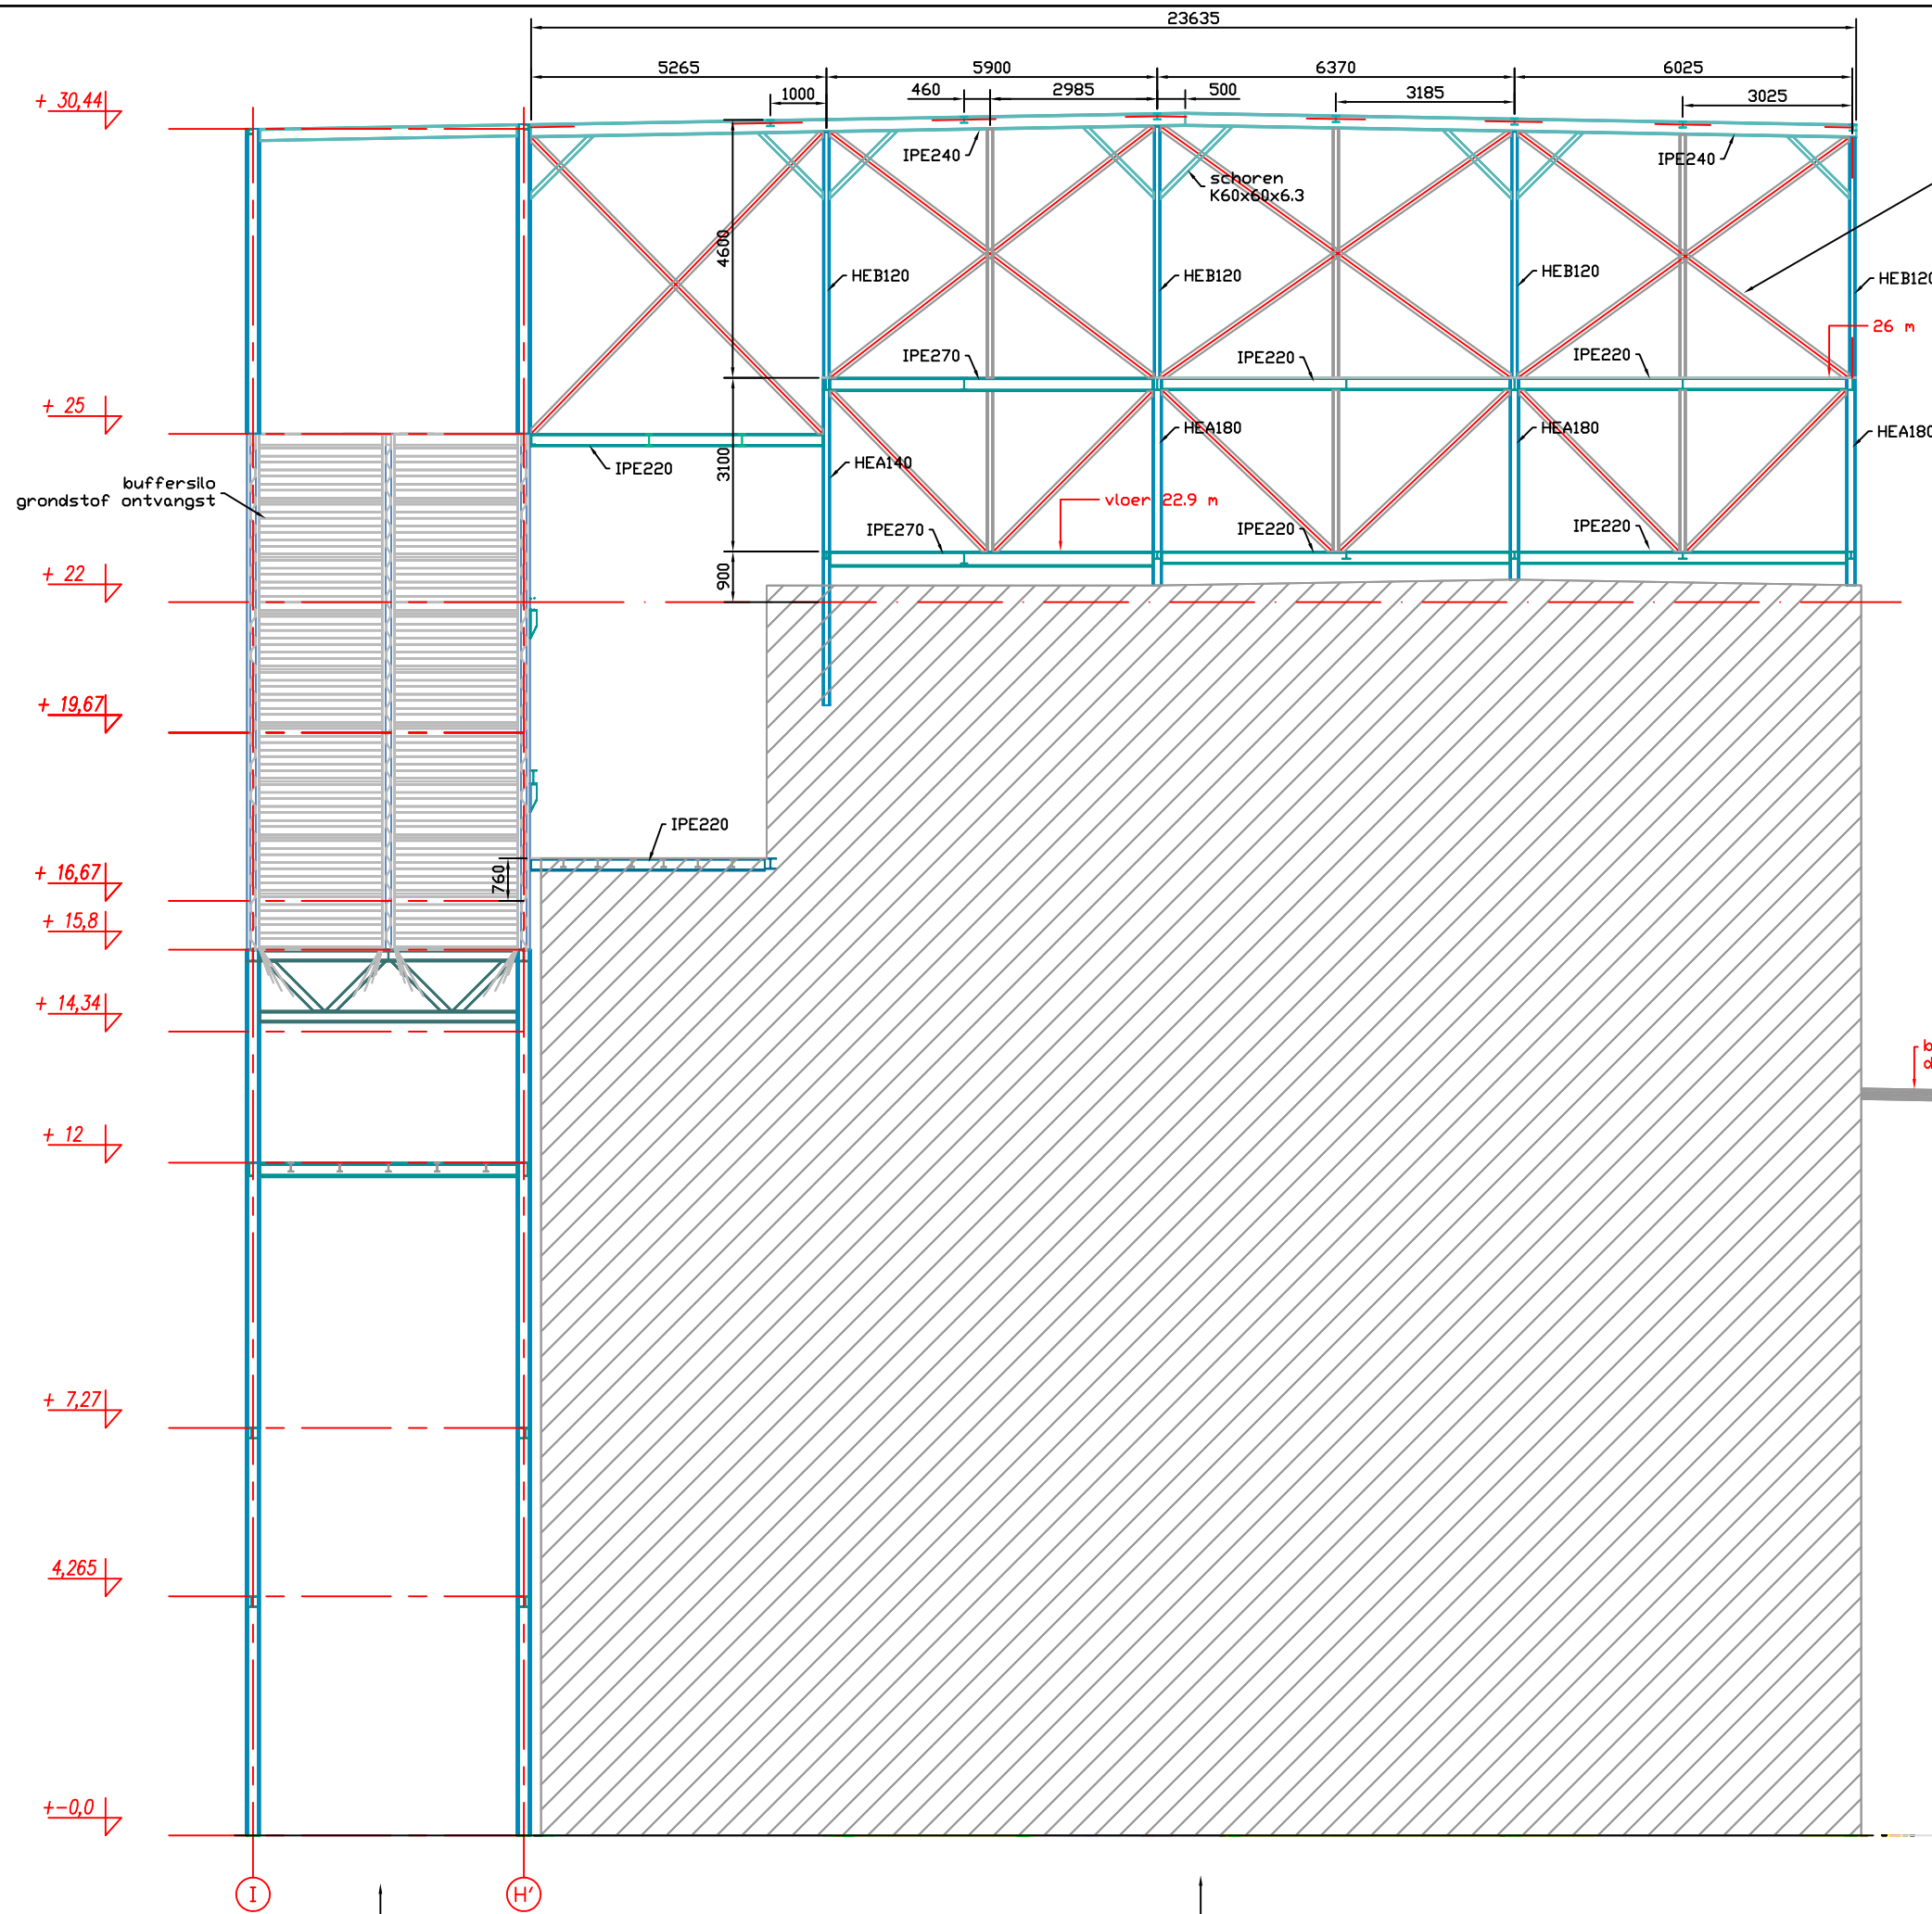 23635
5265
5900
6370
6025
1000
460
2985
500
3185
3025
+ 30,44
IPE240
IPE240
schoren
K60x60x6.3
4600
HEB120
HEB120
HEB120
HEB120
26 m
IPE270
IPE220
IPE220
+ 25
IPE220
3100
HEA140
HEA180
HEA180
HEA180
buffersilo
grondstof ontvangst
vloer 22.9 m
IPE270
IPE220
IPE220
+ 22
900
+ 19,67
IPE220
760
+ 16,67
+ 15,8
+ 14,34
+ 12
+ 7,27
4,265
+-0,0
I
H'